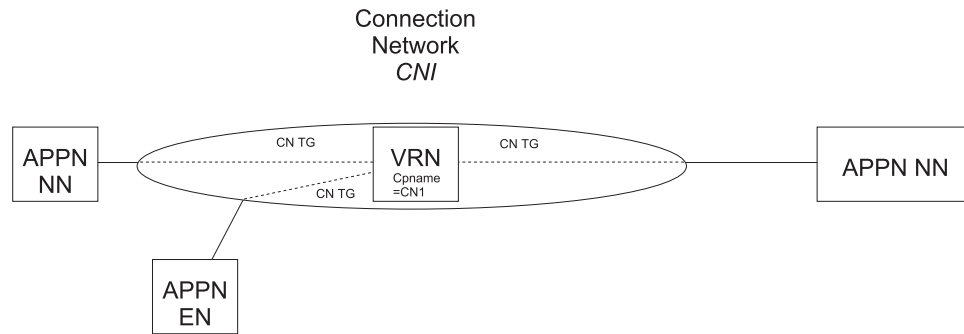 Connection
Network
CNI
CN TG
CN TG
APPN
NN
VRN
Cpname
=CN1
APPN NN
CN TG
APPN
EN